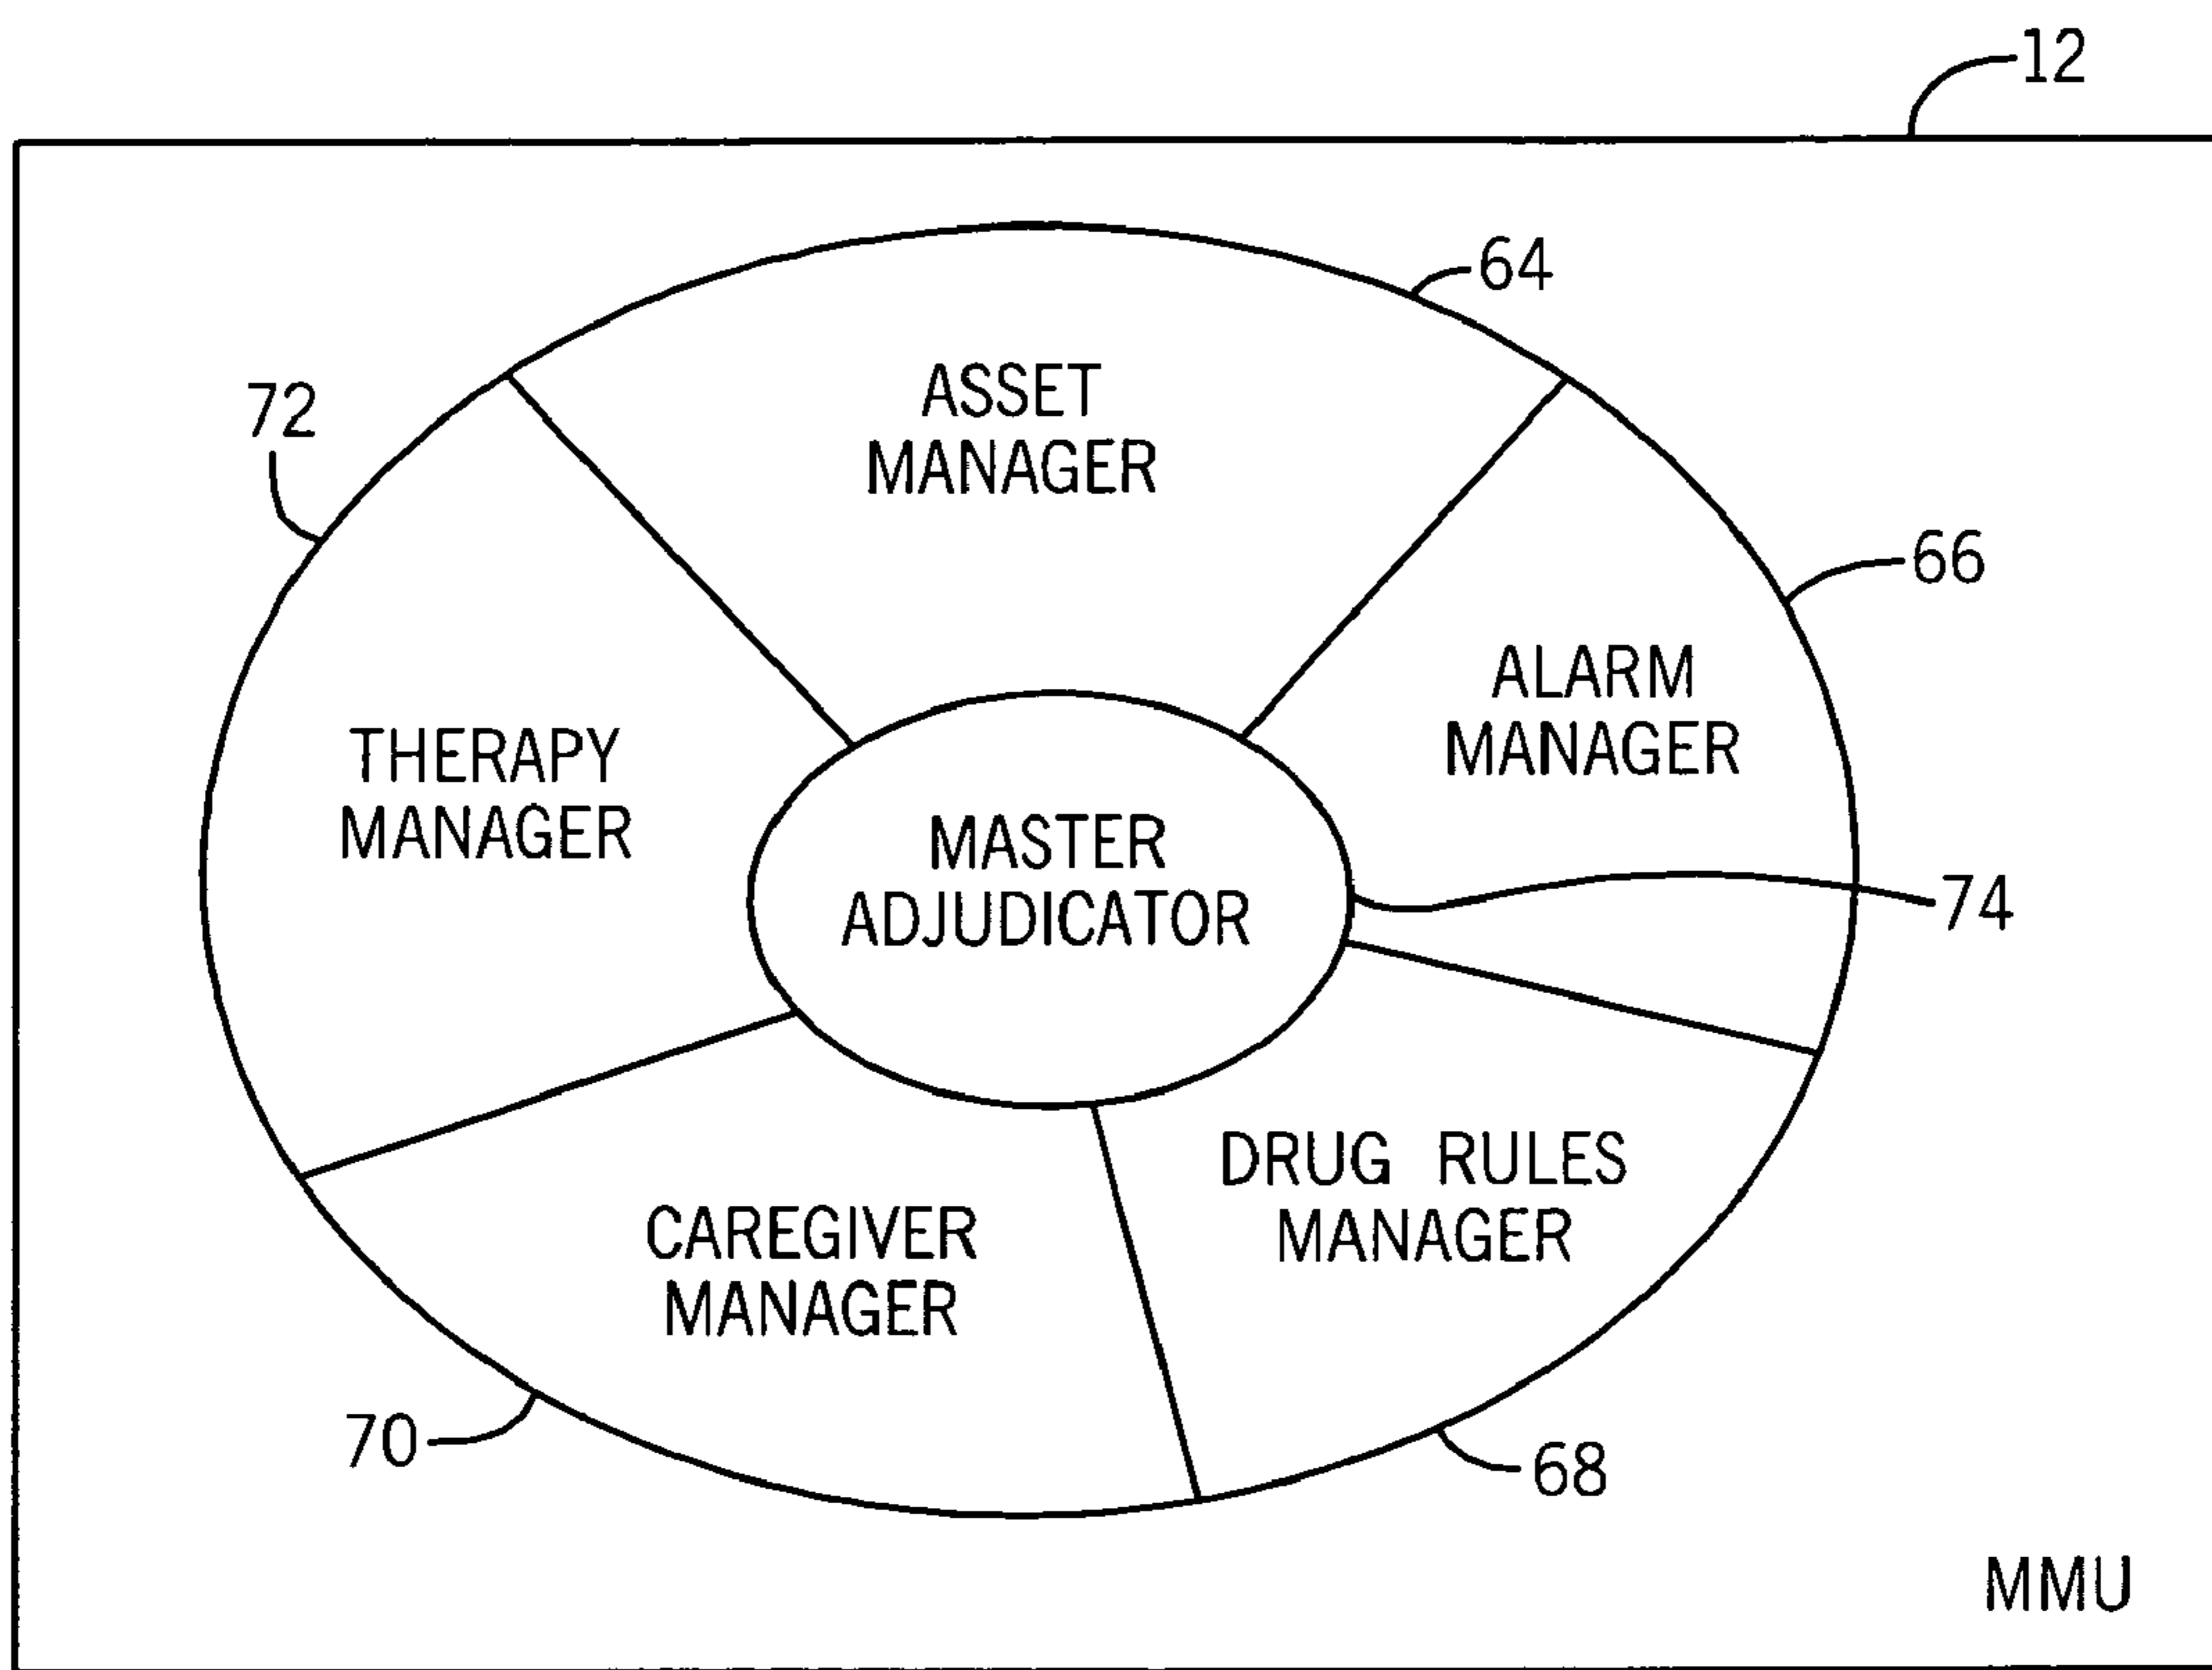 12
64
ASSET
MANAGER
72
66
ALARM
MANAGER
THERAPY
MANAGER
MASTER
ADJUDICATOR
74
DRUG RULES
MANAGER
CAREGIVER
MANAGER
70
68
MMU